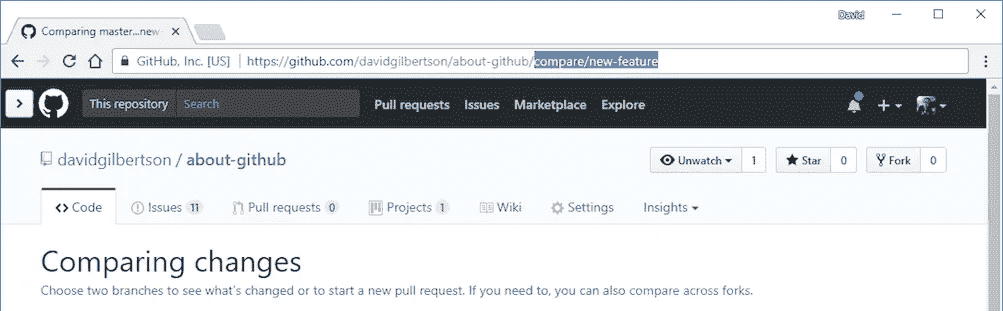 David
Comparing master...new
GitHub, Inc. [US] https://github.com/davidgilbertson/about-github/compare/new-feature
This repository Search Pull requests Issues Marketplace Explore
davidgilbertson / about-github Unwatch 1 Star 0 Fork 0
Code Issues 11 Pull requests 0 Projects 1 Wiki Settings Insights
Comparing changes
Choose two branches to see what's changed or to start a new pull request. If you need to, you can also compare across forks.